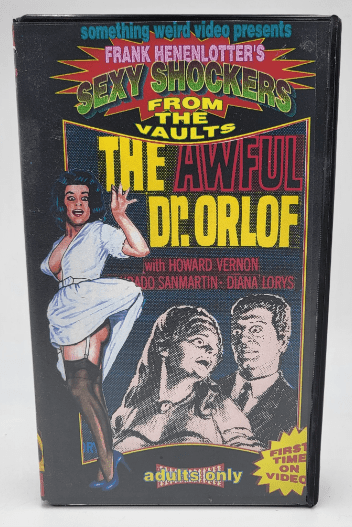 something weird video presents
FRANK HENENLOTTER'S
SEXY SHOCKERS
FROM
THE
VAULTS
THE AWFUL
DR. ORLOF
with HOWARD VERNON
CADO SANMARTIN - DIANA LORYS
adults only
FIRST
TIME
ON
VIDEO